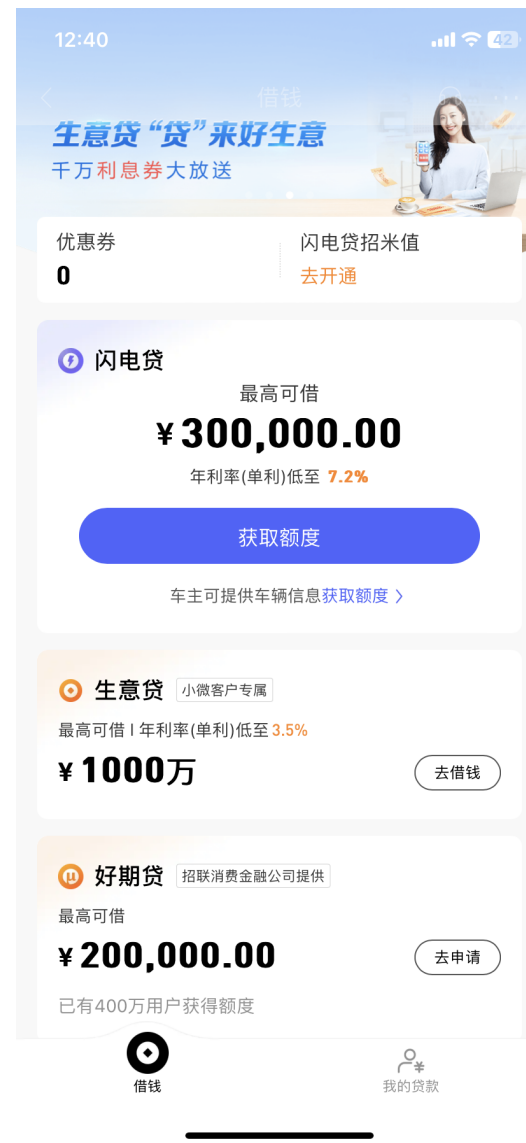 12:40
42
借钱
生意贷“贷”来好生意
千万利息券大放送
优惠券
闪电贷招米值
0
去开通
闪电贷
最高可借
¥300,000.00
年利率(单利)低至 7.2%
获取额度
车主可提供车辆信息获取额度 >
生意贷 小微客户专属
最高可借 | 年利率(单利)低至3.5%
¥1000万
去借钱
好期贷 招联消费金融公司提供
最高可借
¥200,000.00
去申请
已有400万用户获得额度
借钱
我的贷款